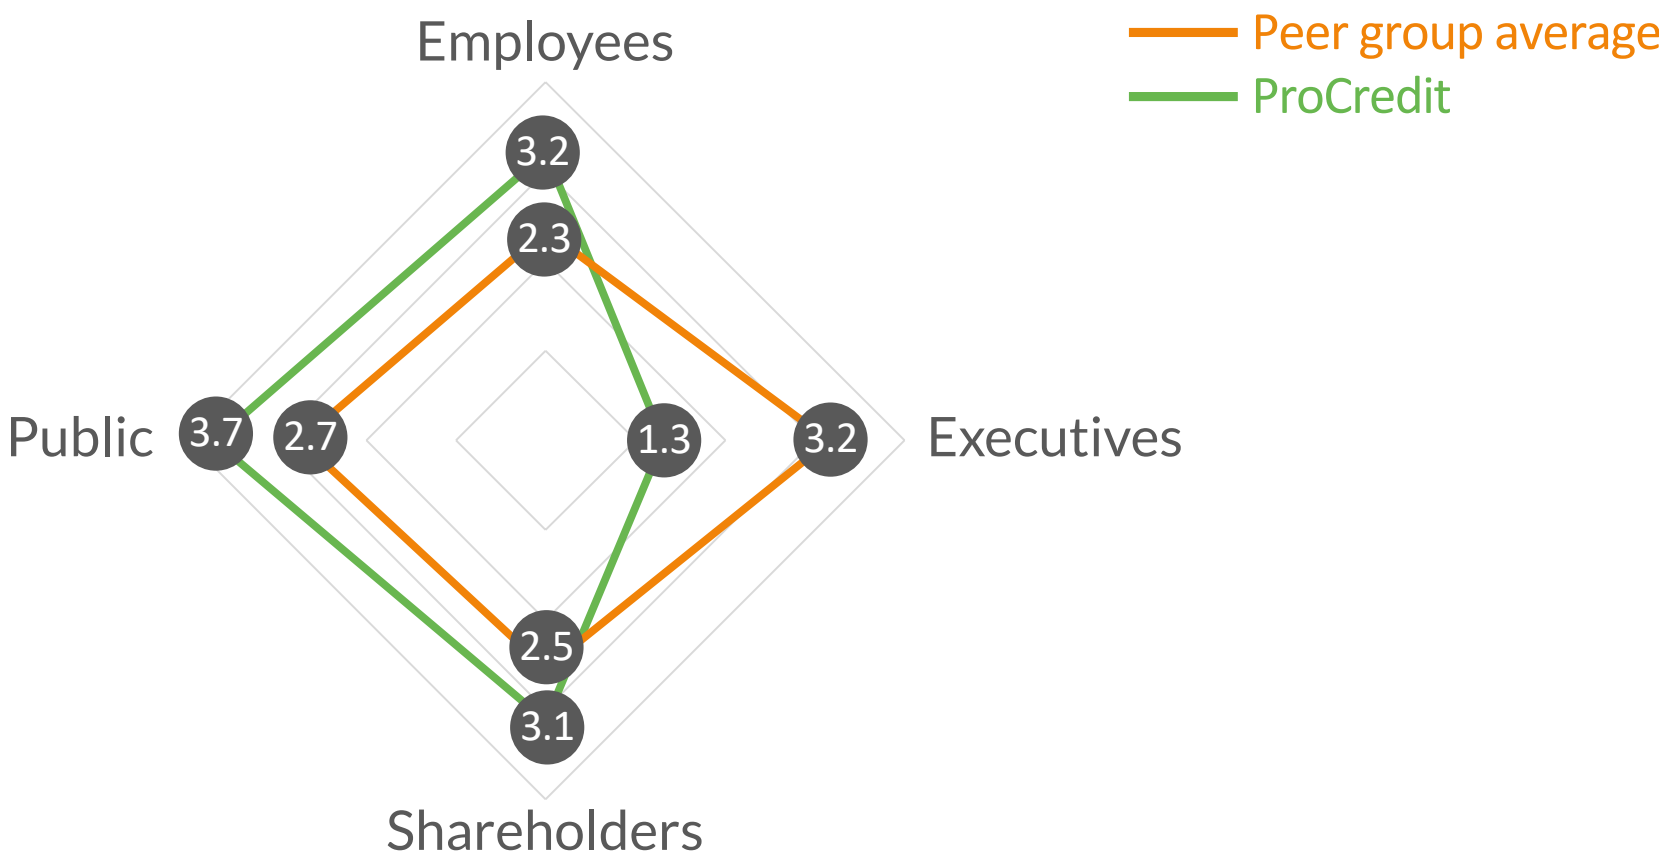 Employees
Peer group average
ProCredit
3.2
2.3
Public
3.7
2.7
1.3
3.2
Executives
2.5
3.1
Shareholders